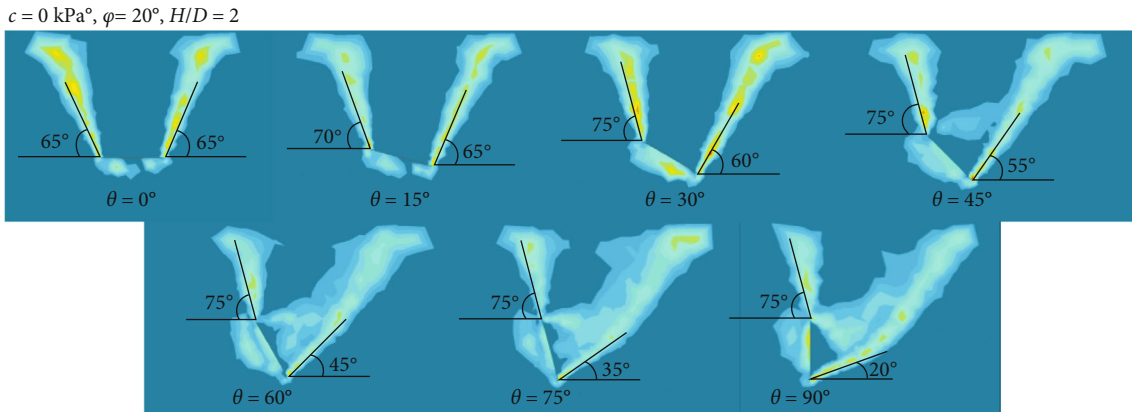 c = 0 kPa°, φ= 20°, H/D = 2
65° 65°
θ = 0°
70° 65°
θ = 15°
75° 60°
θ = 30°
75° 55°
θ = 45°
75° 45°
θ = 60°
75° 35°
θ = 75°
75° 20°
θ = 90°